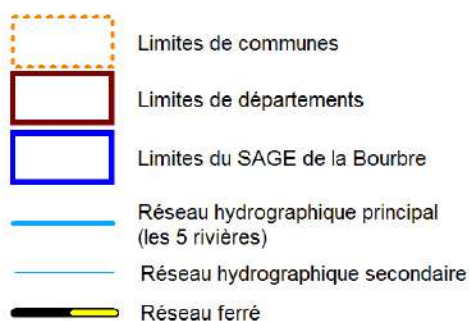 Limites de communes
Limites de départements
Limites du SAGE de la Bourbre
Réseau hydrographique principal
(les 5 rivières)
Réseau hydrographique secondaire
Réseau ferré